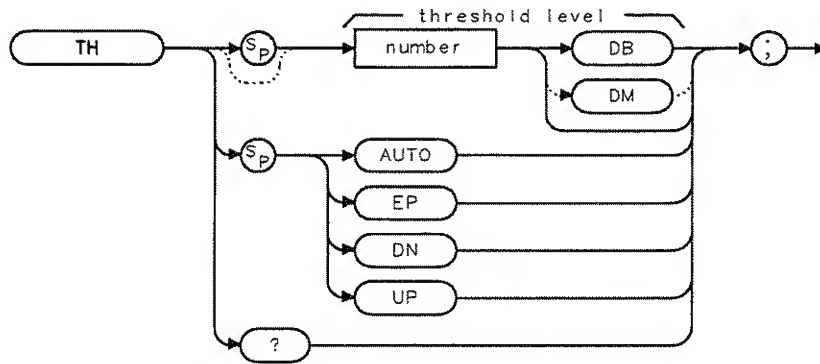 threshold level
TH SP number DB ;
DM
SP AUTO
EP
DN
UP
?